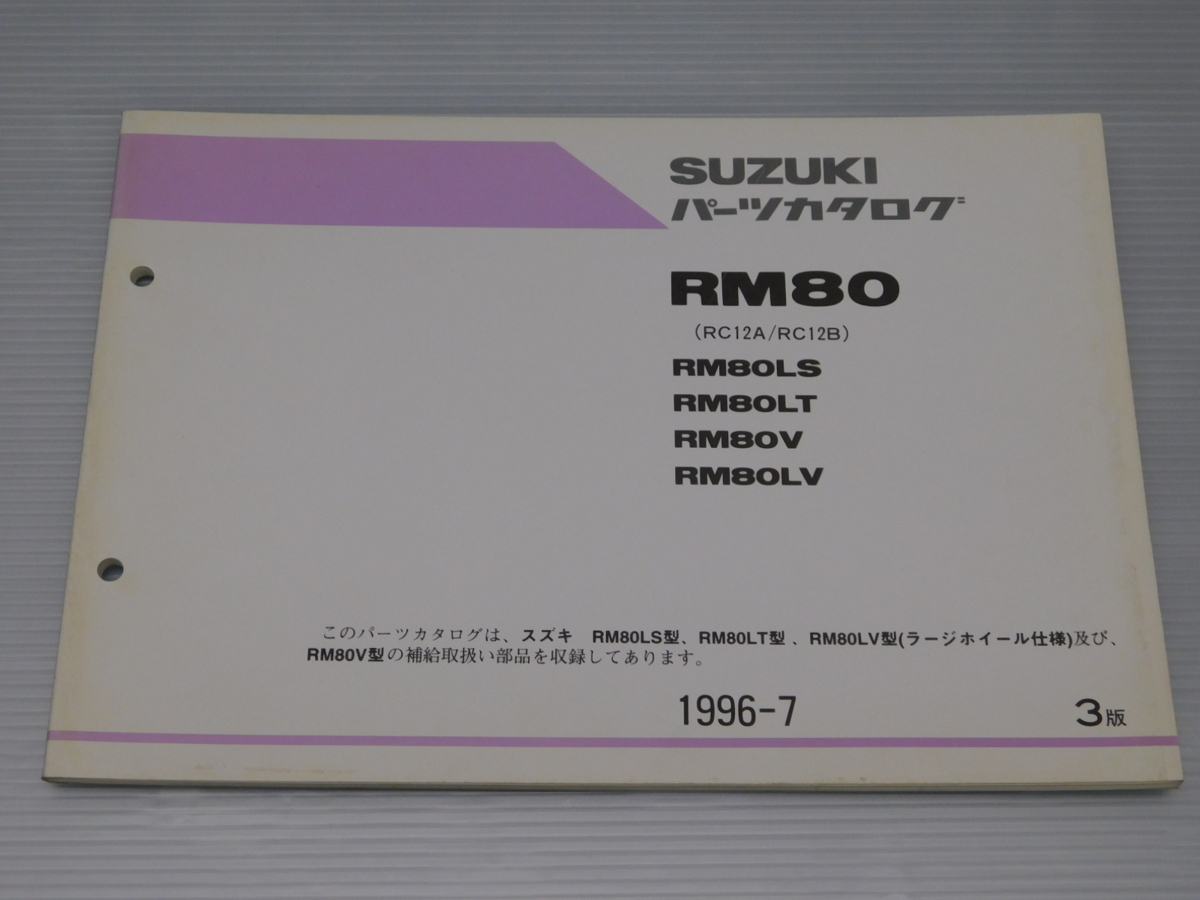 SUZUKI
パーツカタログ
RM80
(RC12A/RC12B)
RM80LS
RM80LT
RM80V
RM80LV
このパーツカタログは、スズキ　RM80LS型、RM80LT型、RM80LV型(ラージホイール仕様)及び、
RM80V型の補給取扱い部品を収録してあります。
1996-7 3版